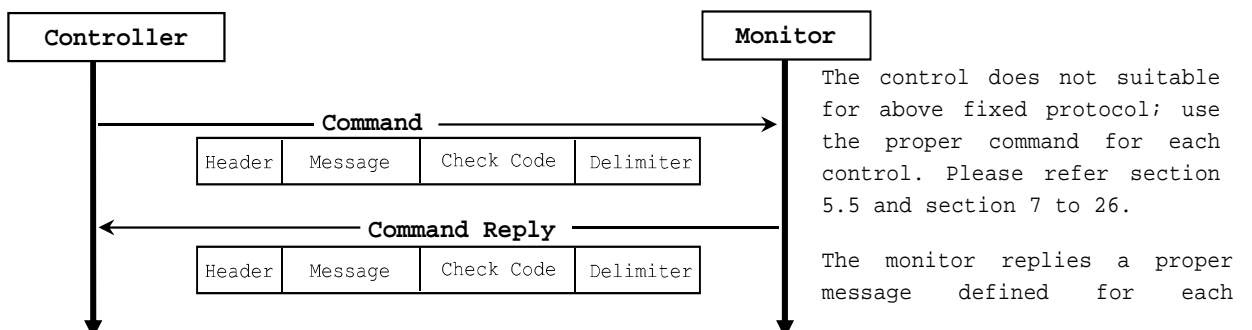 Controller
Monitor
Command
Header Message Check Code Delimiter
Command Reply
Header Message Check Code Delimiter
The control does not suitable
for above fixed protocol; use
the proper command for each
control. Please refer section
5.5 and section 7 to 26.
The monitor replies a proper
message defined for each